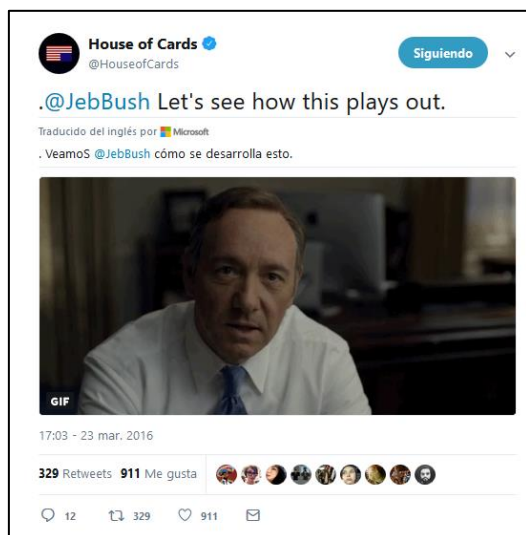 House of Cards
@HouseofCards
Siguiendo
.@JebBush Let's see how this plays out.
Traducido del inglés por Microsoft
. VeamoS @JebBush cómo se desarrolla esto.
GIF
17:03 - 23 mar. 2016
329 Retweets 911 Me gusta
12 329 911